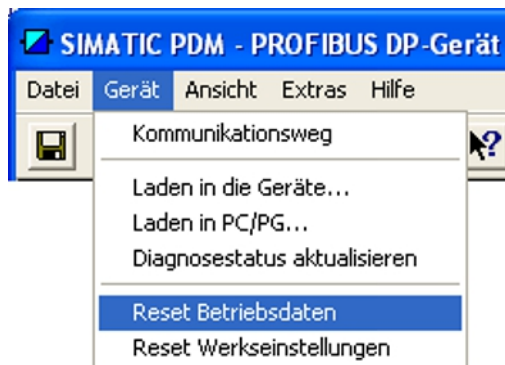 SIMATIC PDM - PROFIBUS DP-Gerät
Datei Gerät Ansicht Extras Hilfe
Kommunikationsweg
Laden in die Geräte...
Laden in PC/PG...
Diagnosestatus aktualisieren
Reset Betriebsdaten
Reset Werkseinstellungen